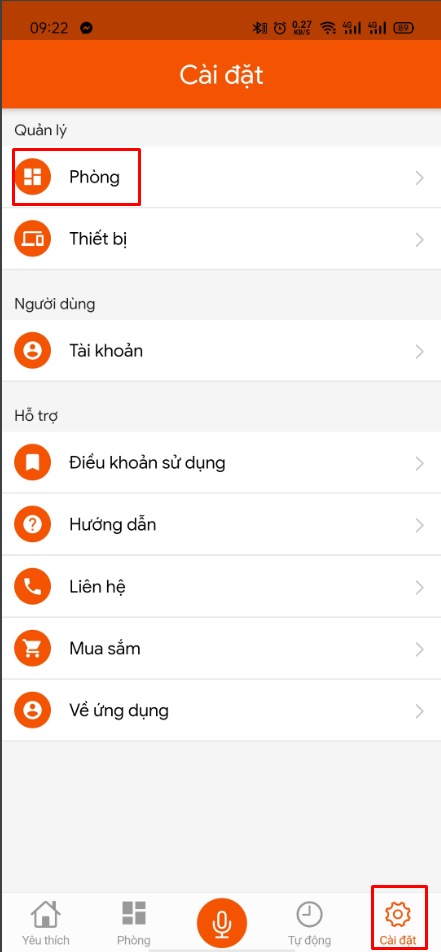 09:22 0.27 KB/S 4G 4G 89
Cài đặt
Quản lý
Phòng
Thiết bị
Người dùng
Tài khoản
Hỗ trợ
Điều khoản sử dụng
Hướng dẫn
Liên hệ
Mua sắm
Về ứng dụng
Yêu thích Phòng Tự động Cài đặt